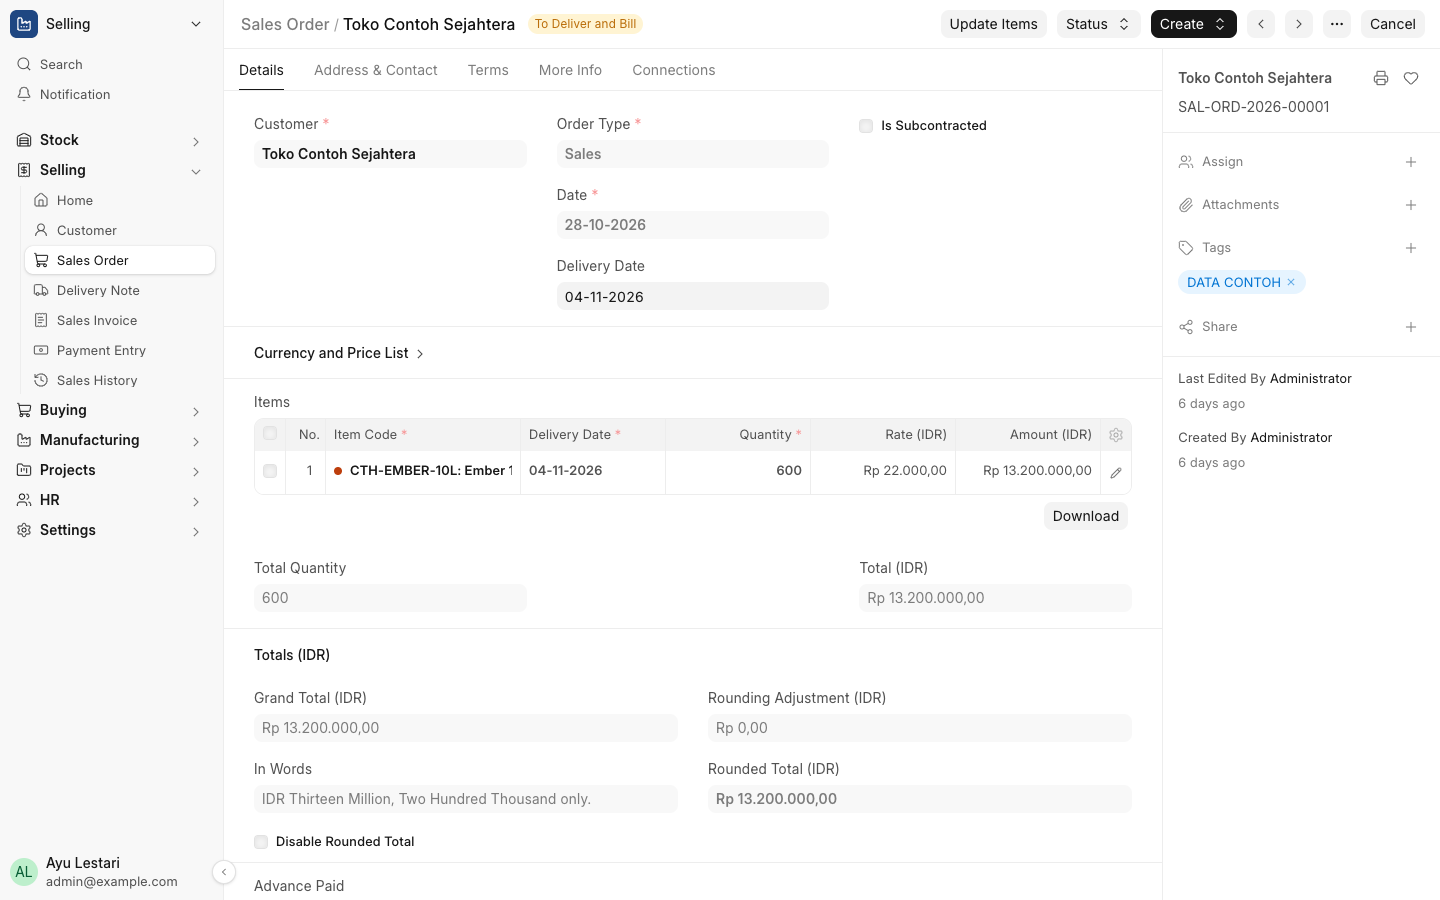 Selling
Search
Notification
Stock
Selling
Home
Customer
Sales Order
Delivery Note
Sales Invoice
Payment Entry
Sales History
Buying
Manufacturing
Projects
HR
Settings
AL
Ayu Lestari
admin@example.com
Sales Order / Toko Contoh Sejahtera To Deliver and Bill
Update Items Status Create Cancel
Details Address & Contact Terms More Info Connections
Customer *
Toko Contoh Sejahtera
Order Type *
Sales
Date *
28-10-2026
Delivery Date
04-11-2026
Is Subcontracted
Currency and Price List
Items
No. Item Code * Delivery Date * Quantity * Rate (IDR) Amount (IDR)
1 CTH-EMBER-10L: Ember 04-11-2026 600 Rp 22.000,00 Rp 13.200.000,00
Download
Total Quantity
600
Total (IDR)
Rp 13.200.000,00
Totals (IDR)
Grand Total (IDR)
Rp 13.200.000,00
Rounding Adjustment (IDR)
Rp 0,00
In Words
IDR Thirteen Million, Two Hundred Thousand only.
Rounded Total (IDR)
Rp 13.200.000,00
Disable Rounded Total
Advance Paid
Toko Contoh Sejahtera
SAL-ORD-2026-00001
Assign
Attachments
Tags
DATA CONTOH
Share
Last Edited By Administrator
6 days ago
Created By Administrator
6 days ago